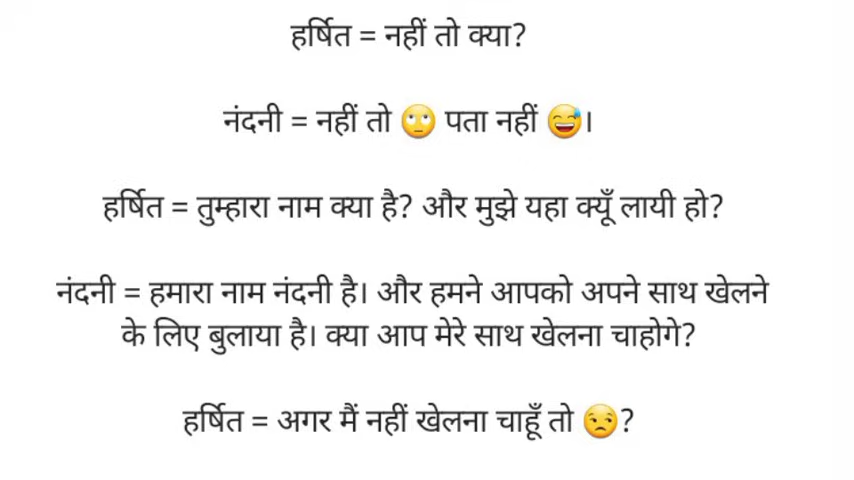 हर्षित = नहीं तो क्या?
नंदनी = नहीं तो 🙄 पता नहीं 😅।
हर्षित = तुम्हारा नाम क्या है? और मुझे यहा क्यूँ लायी हो?
नंदनी = हमारा नाम नंदनी है। और हमने आपको अपने साथ खेलने
के लिए बुलाया है। क्या आप मेरे साथ खेलना चाहोगे?
हर्षित = अगर मैं नहीं खेलना चाहूँ तो 😒?